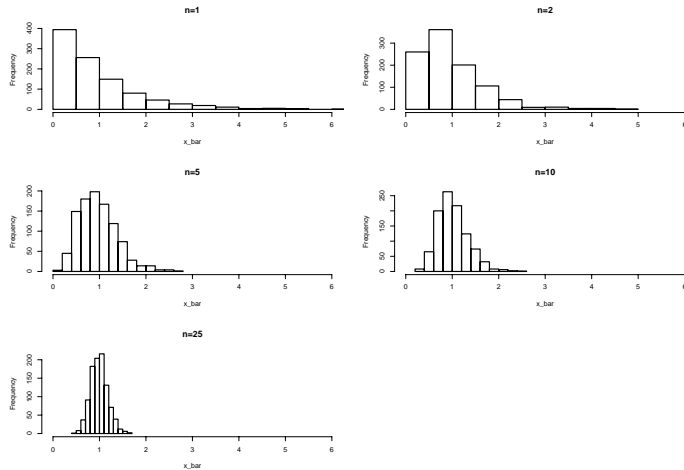 n=1
Frequency
0 100 200 300 400
0 1 2 3 4 5 6
x_bar
n=2
Frequency
0 100 200 300
0 1 2 3 4 5 6
x_bar
n=5
Frequency
0 50 100 150 200
0 1 2 3 4 5 6
x_bar
n=10
Frequency
0 50 150 250
0 1 2 3 4 5 6
x_bar
n=25
Frequency
0 50 100 150 200
0 1 2 3 4 5 6
x_bar